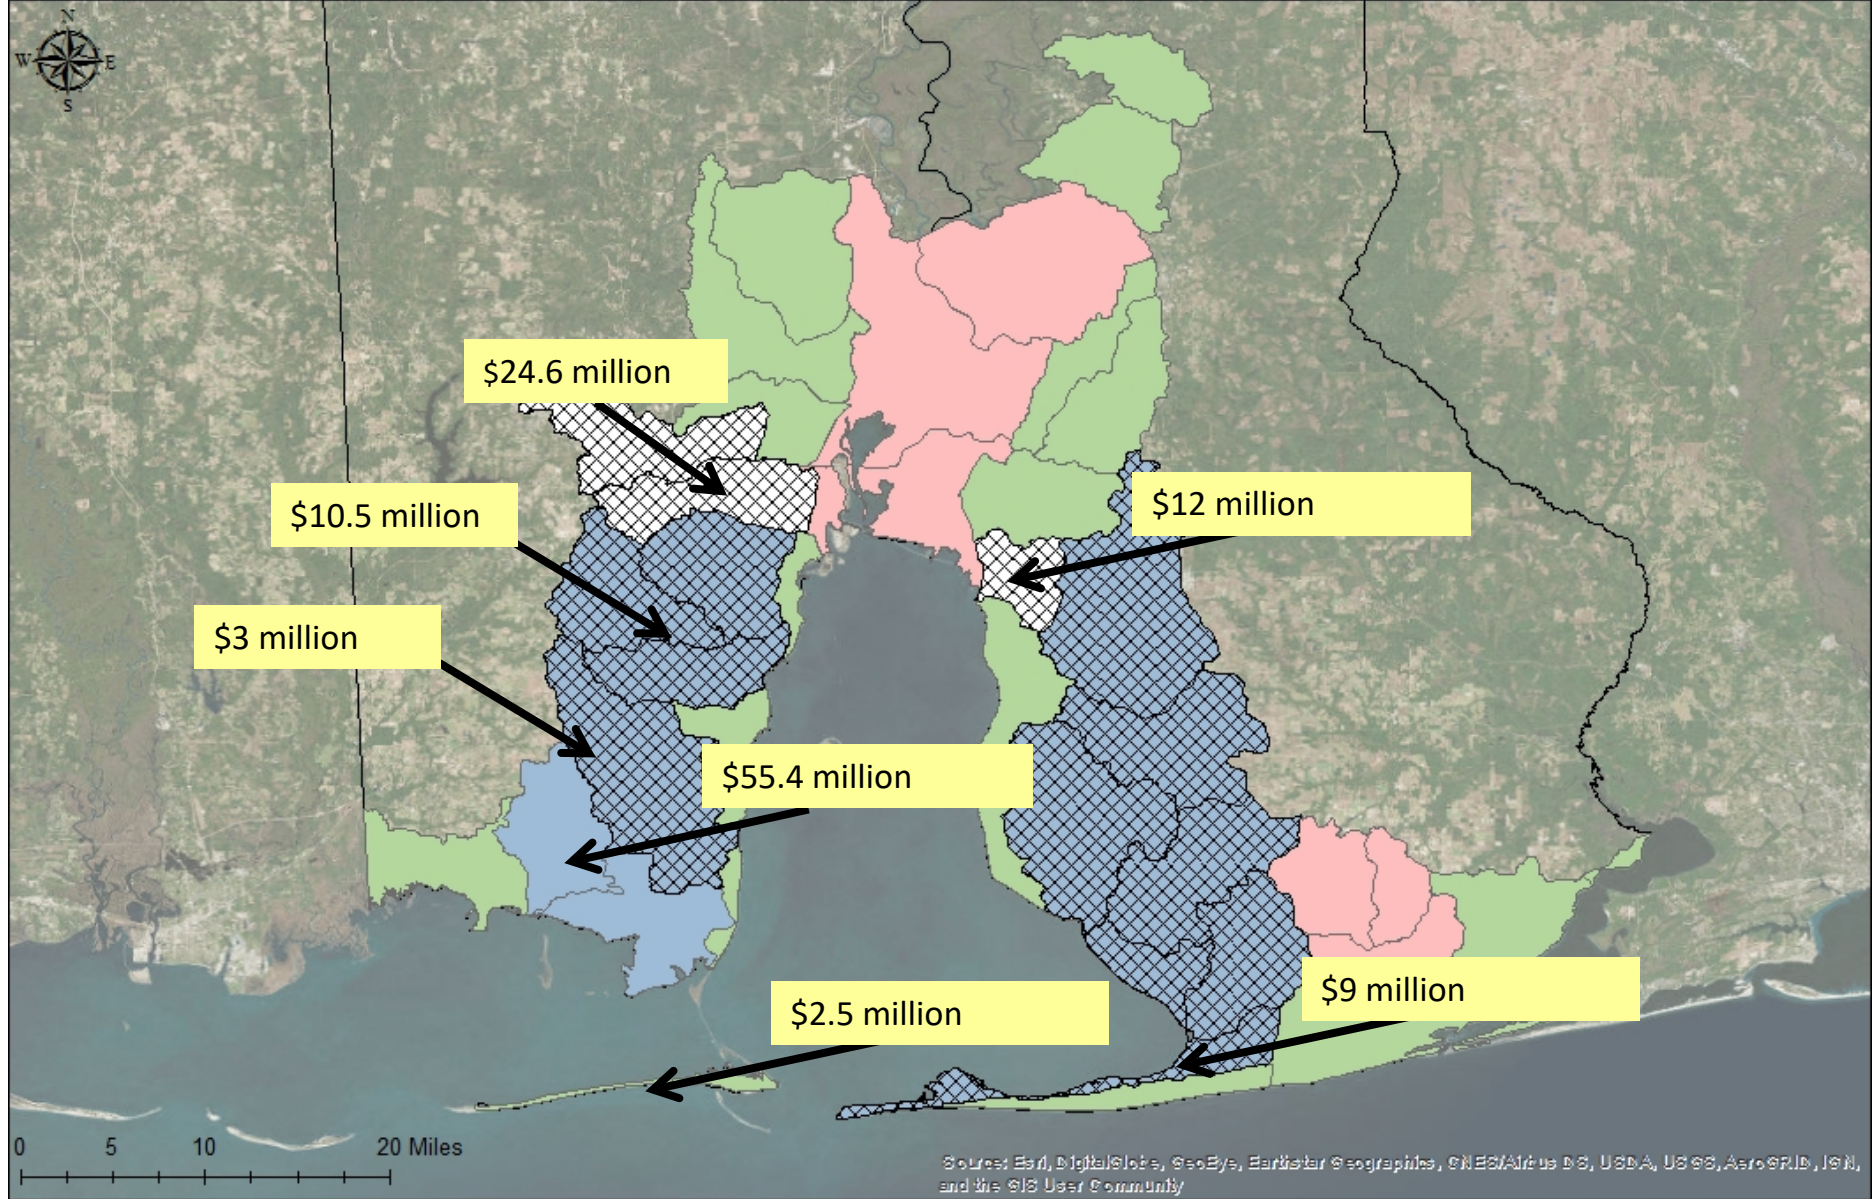 N
W E
S
$24.6 million
$10.5 million
$12 million
$3 million
$55.4 million
$9 million
$2.5 million
0 5 10 20 Miles
Source: Esri, DigitalGlobe, GeoEye, Earthstar Geographics, CNES/Airbus DS, USDA, USGS, AeroGRID, IGN,
and the GIS User Community